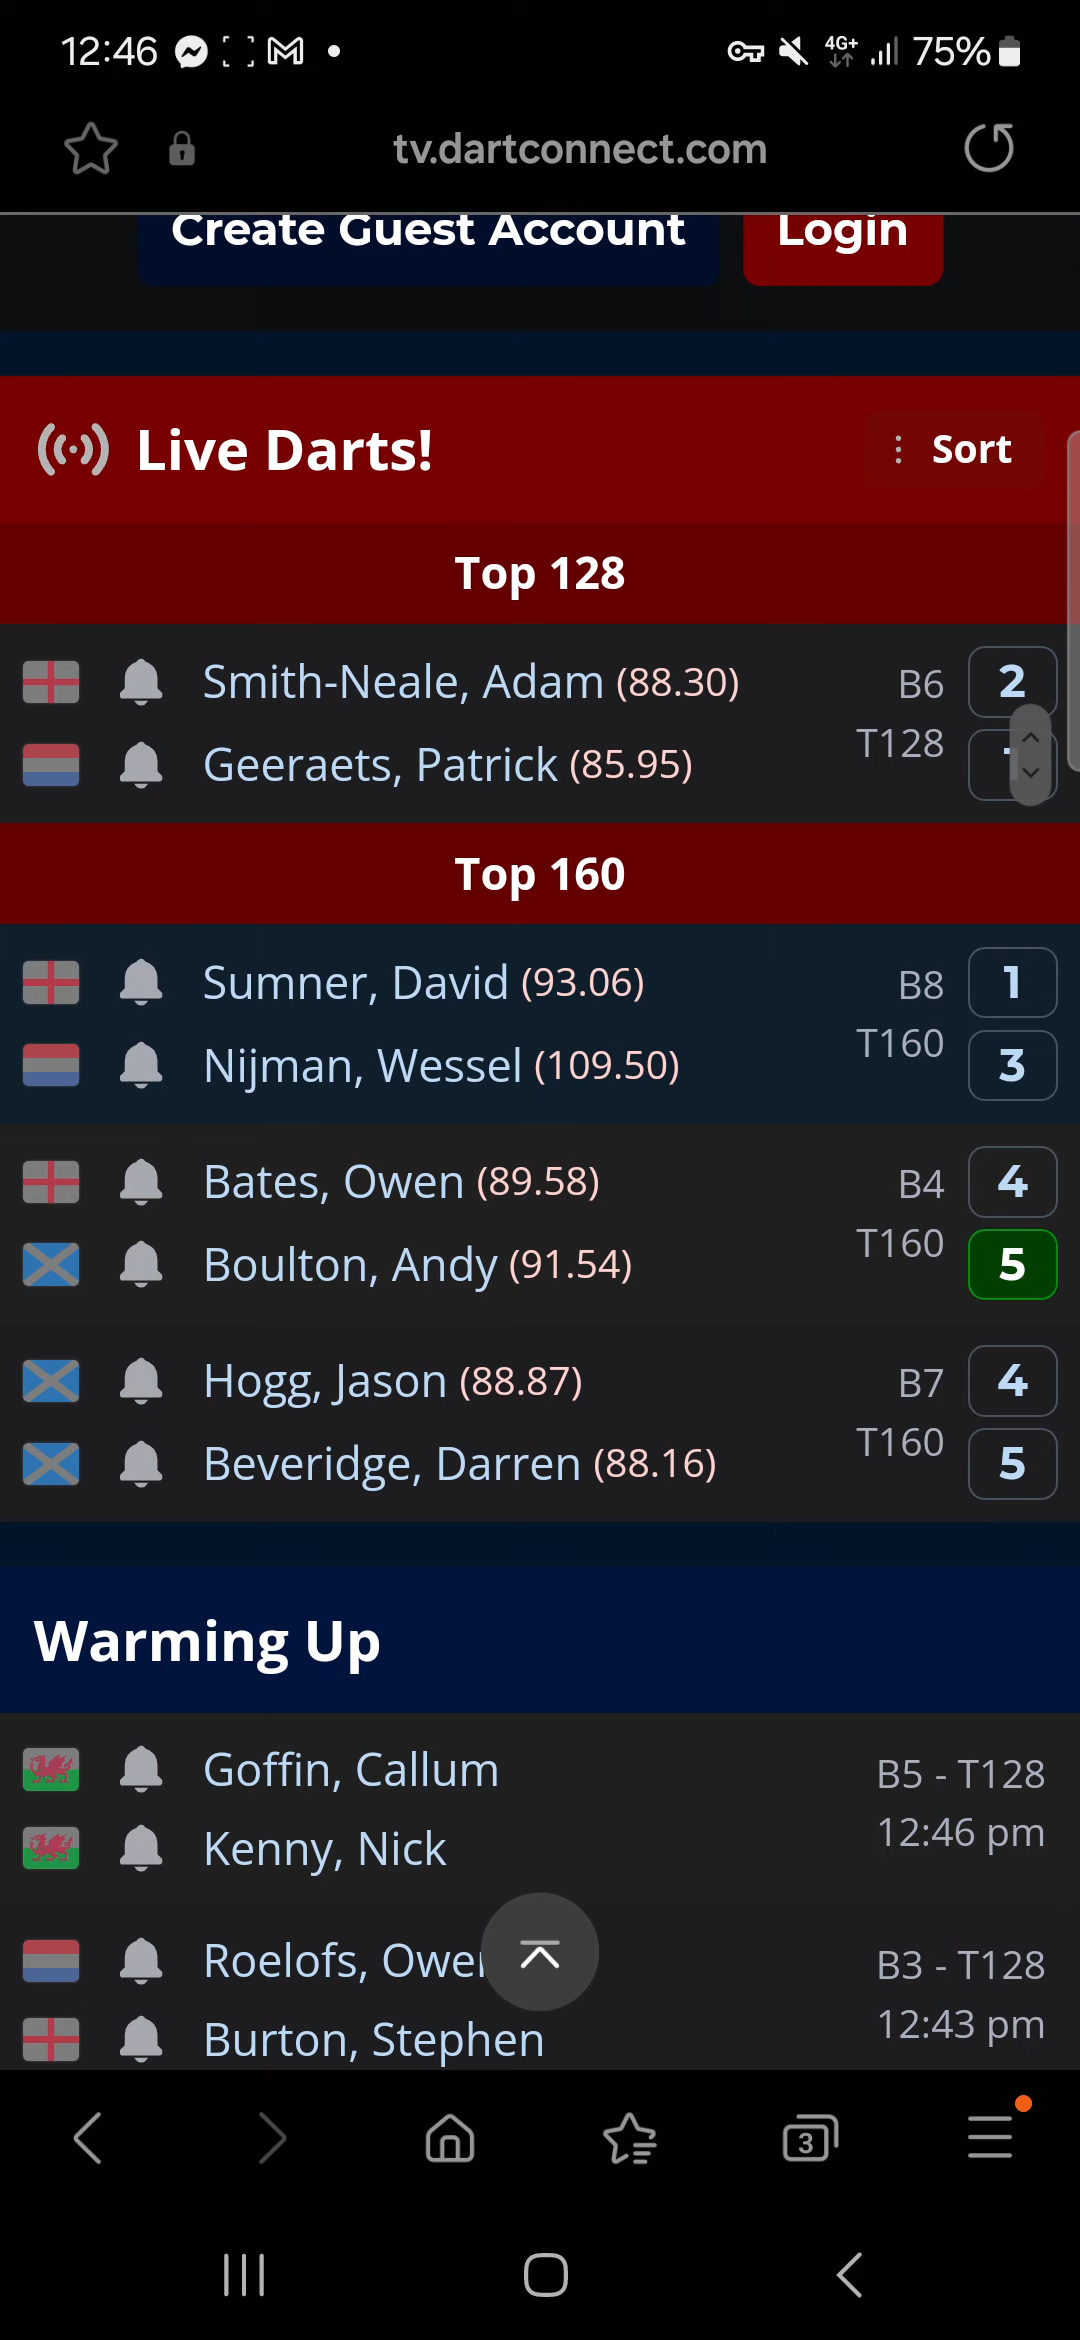 12:46 4G+ 75%
tv.dartconnect.com
Create Guest Account Login
Live Darts! Sort
Top 128
Smith-Neale, Adam (88.30) B6 2
Geeraets, Patrick (85.95) T128
Top 160
Sumner, David (93.06) B8 1
Nijman, Wessel (109.50) T160 3
Bates, Owen (89.58) B4 4
Boulton, Andy (91.54) T160 5
Hogg, Jason (88.87) B7 4
Beveridge, Darren (88.16) T160 5
Warming Up
Goffin, Callum B5 - T128
Kenny, Nick 12:46 pm
Roelofs, B3 - T128
Burton, Stephen 12:43 pm
3